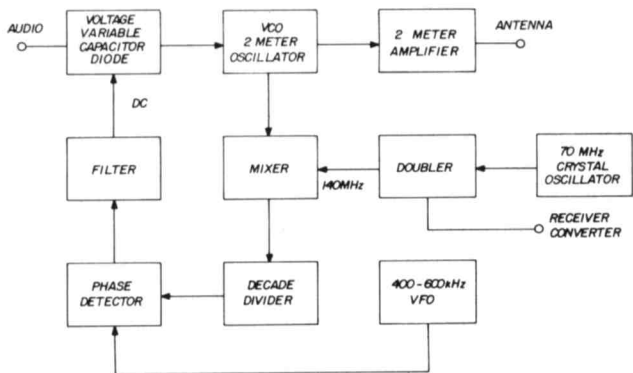 AUDIO
VOLTAGE
VARIABLE
CAPACITOR
DIODE
VCO
2 METER
OSCILLATOR
2 METER
AMPLIFIER
ANTENNA
DC
FILTER
MIXER
140MHz
DOUBLER
70 MHz
CRYSTAL
OSCILLATOR
RECEIVER
CONVERTER
PHASE
DETECTOR
DECADE
DIVIDER
400-600kHz
VFO